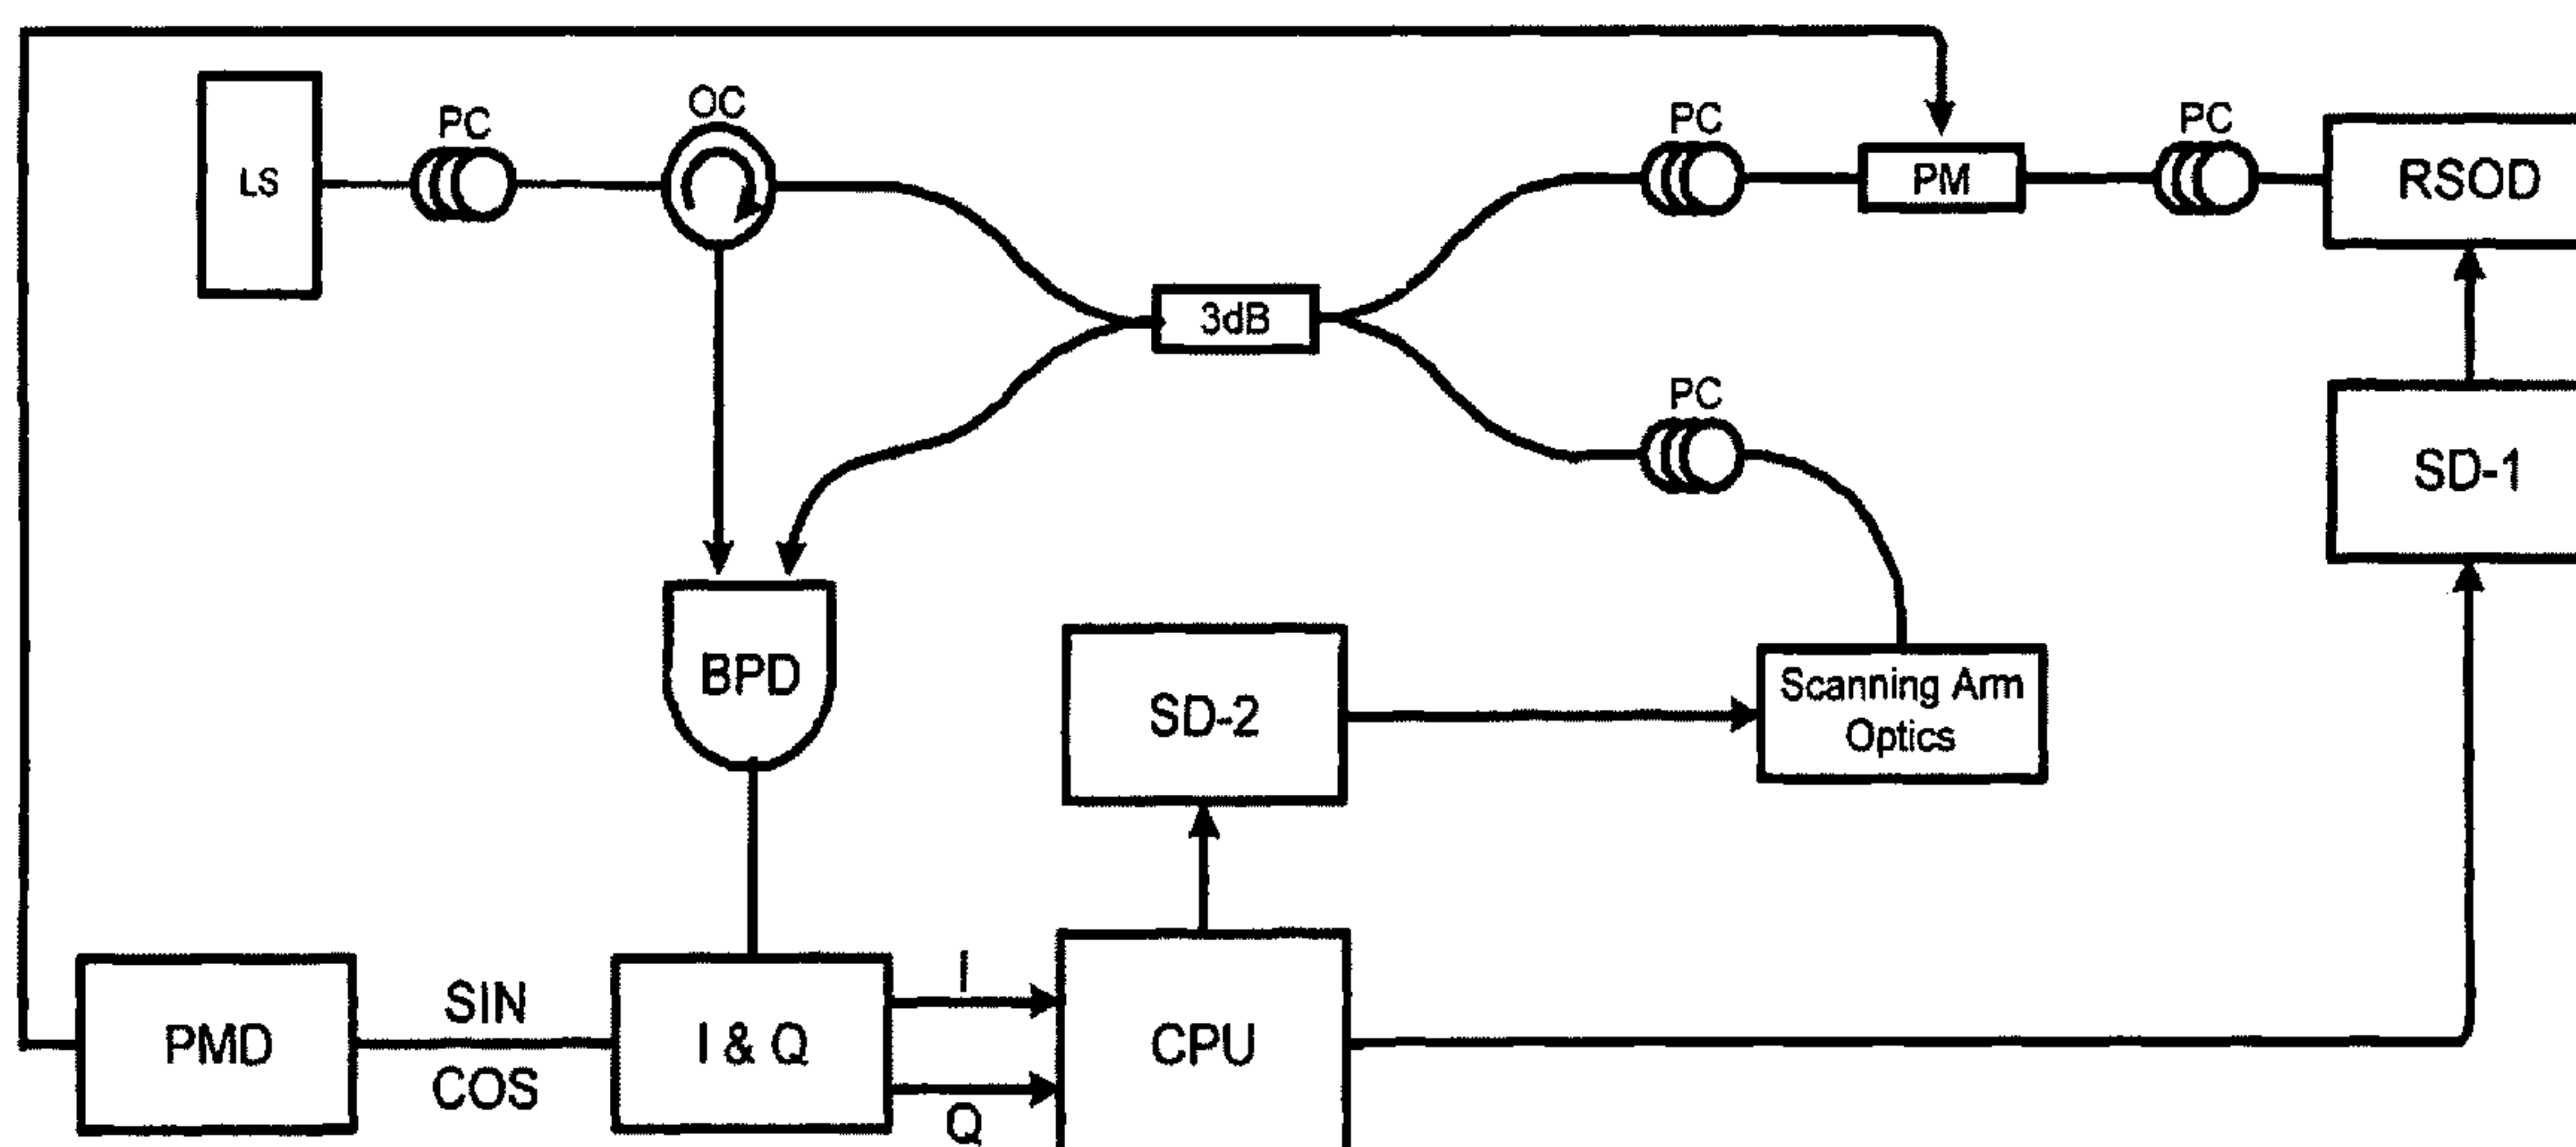 OC
PC
PC
PC
LS
PM
RSOD
3dB
PC
SD-1
BPD
SD-2
Scanning Arm
Optics
I
SIN
PMD
I & Q
CPU
COS
Q